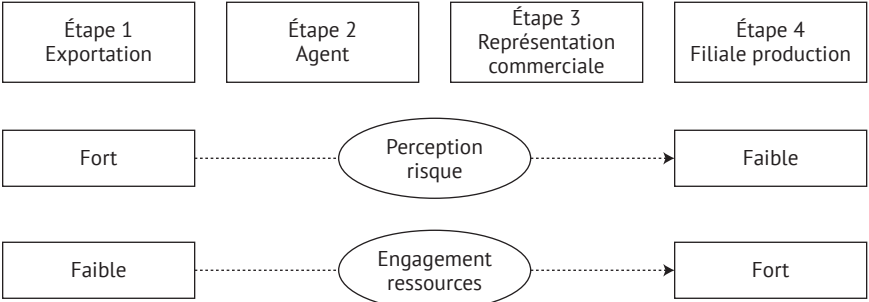 Étape 1
Exportation
Étape 2
Agent
Étape 3
Représentation
commerciale
Étape 4
Filiale production
Fort
Perception
risque
Faible
Faible
Engagement
ressources
Fort